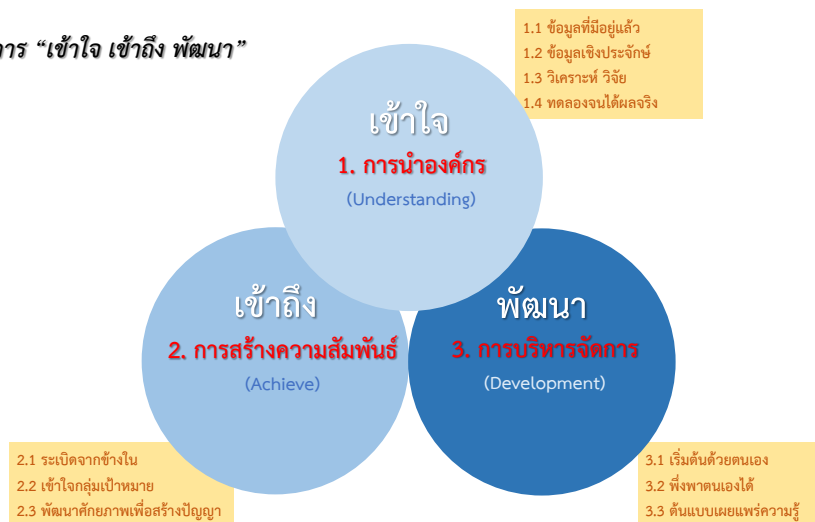 การ “เข้าใจ เข้าถึง พัฒนา”
1.1 ข้อมูลที่มีอยู่แล้ว
1.2 ข้อมูลเชิงประจักษ์
1.3 วิเคราะห์ วิจัย
1.4 ทดลองจนได้ผลจริง
เข้าใจ
1. การนำองค์กร
(Understanding)
เข้าถึง
2. การสร้างความสัมพันธ์
(Achieve)
พัฒนา
3. การบริหารจัดการ
(Development)
2.1 ระเบิดจากข้างใน
2.2 เข้าใจกลุ่มเป้าหมาย
2.3 พัฒนาศักยภาพเพื่อสร้างปัญญา
3.1 เริ่มต้นด้วยตนเอง
3.2 พึ่งพาตนเองได้
3.3 ต้นแบบเผยแพร่ความรู้